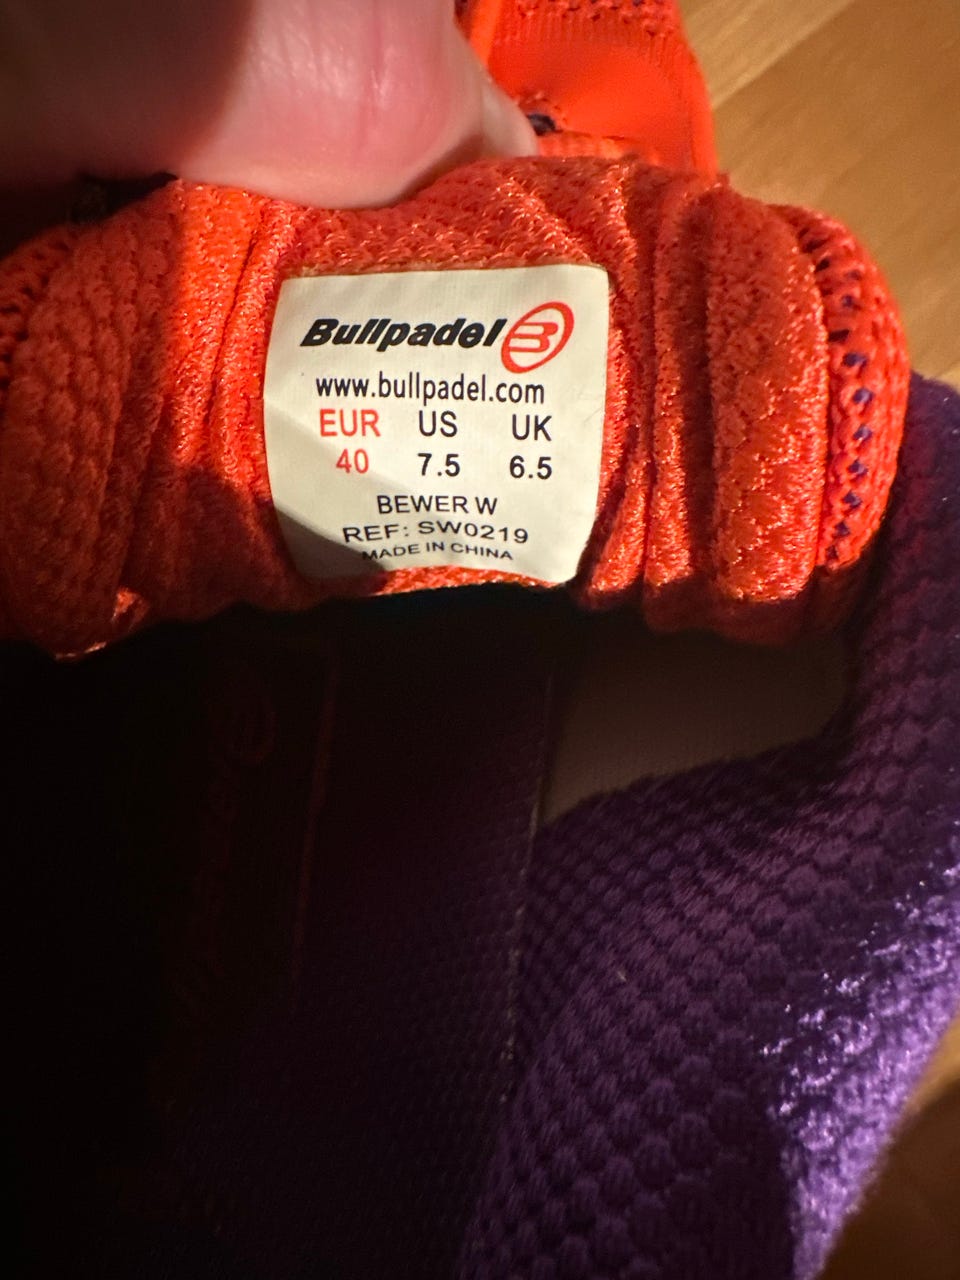 Bullpadel B
www.bullpadel.com
EUR US UK
40 7.5 6.5
BEWER W
REF: SW0219
MADE IN CHINA